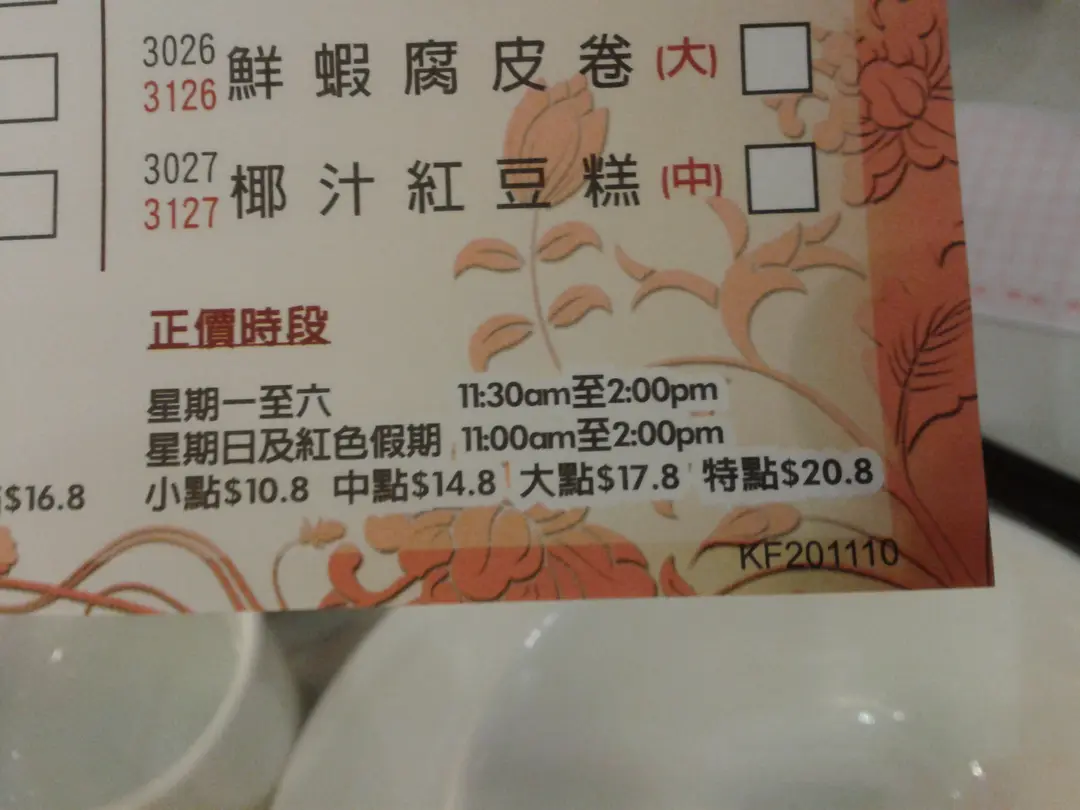 3026
3126
鮮蝦腐皮卷(大)
3027
3127
椰汁紅豆糕(中)
正價時段
星期一至六 11:30am至2:00pm
星期日及紅色假期 11:00am至2:00pm
$16.8 小點$10.8 中點$14.8 大點$17.8 特點$20.8
KF201110